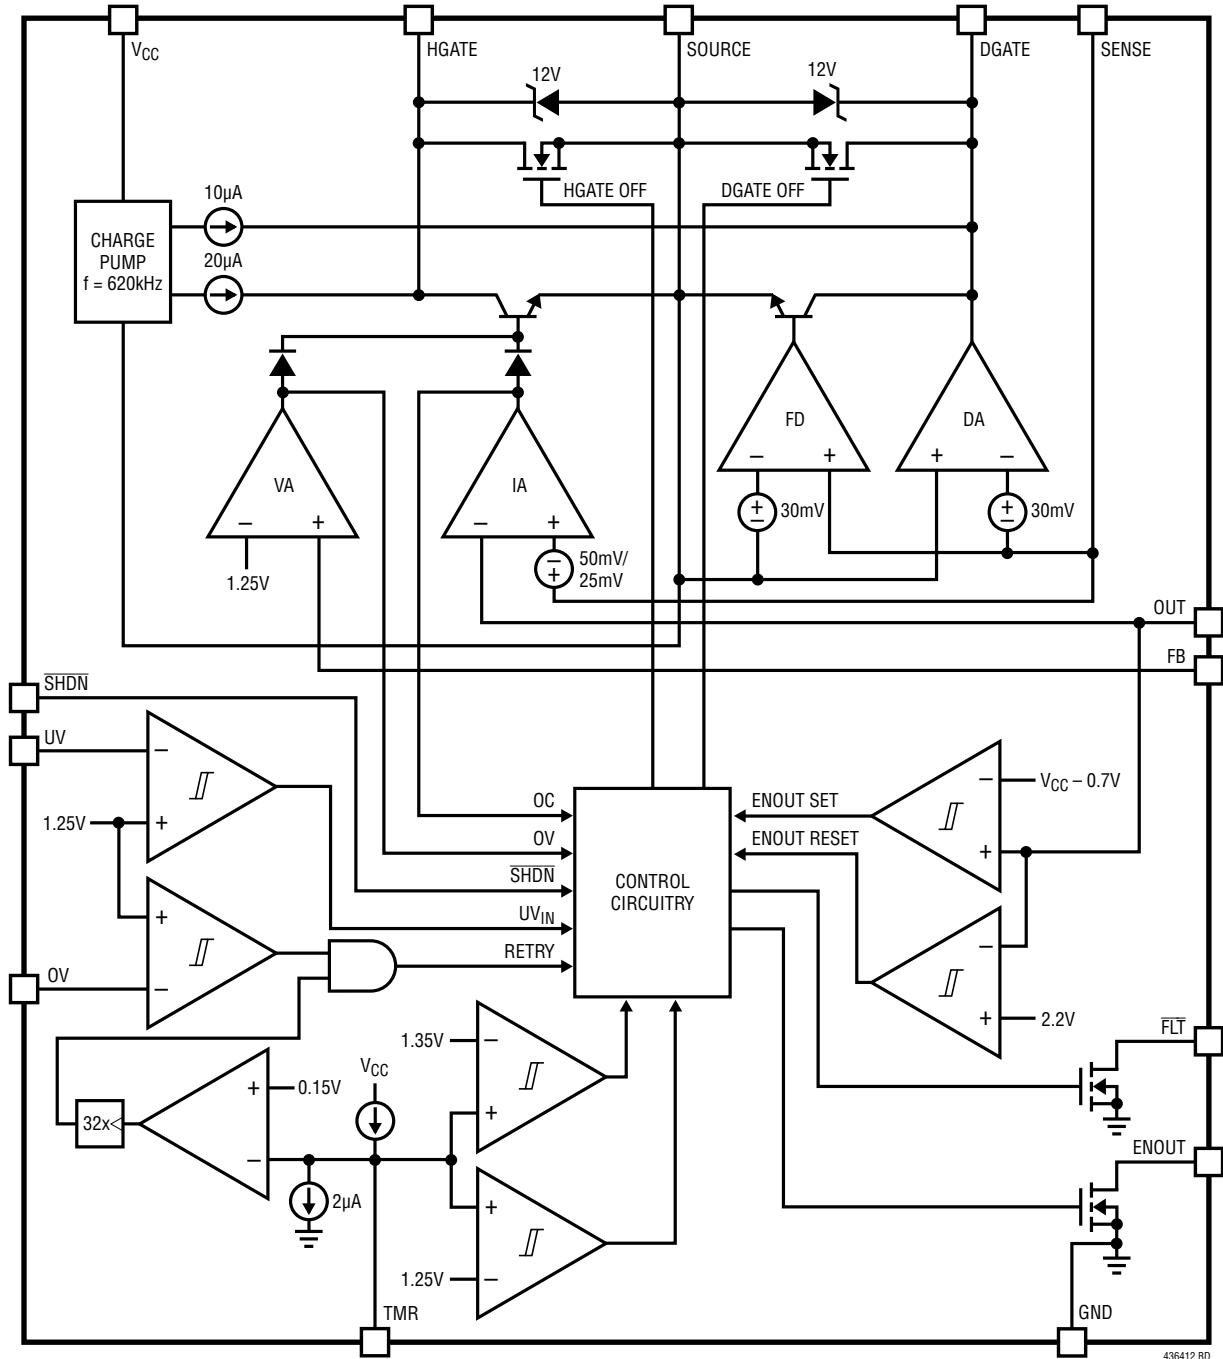 VCC
HGATE
SOURCE
DGATE
SENSE
12V
12V
HGATE OFF
DGATE OFF
10µA
CHARGE
PUMP
f = 620kHz
20µA
FD
DA
–
+
+
–
VA
IA
–
+
–
+
+
–
30mV
+
–
30mV
1.25V
–
+
50mV/
25mV
OUT
FB
SHDN
UV
–
1.25V
+
+
–
OV
OC
OV
SHDN
UVIN
RETRY
CONTROL
CIRCUITRY
ENOUT SET
ENOUT RESET
–
VCC – 0.7V
+
–
+
2.2V
FLT
1.35V
–
+
VCC
+
0.15V
–
32x
2µA
+
1.25V
–
ENOUT
TMR
GND
436412 BD